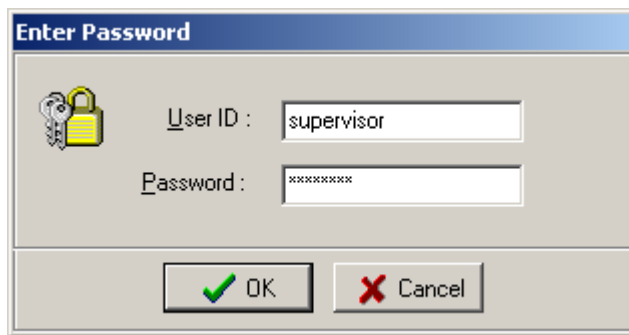 Enter Password
User ID : supervisor
Password : ********
OK Cancel